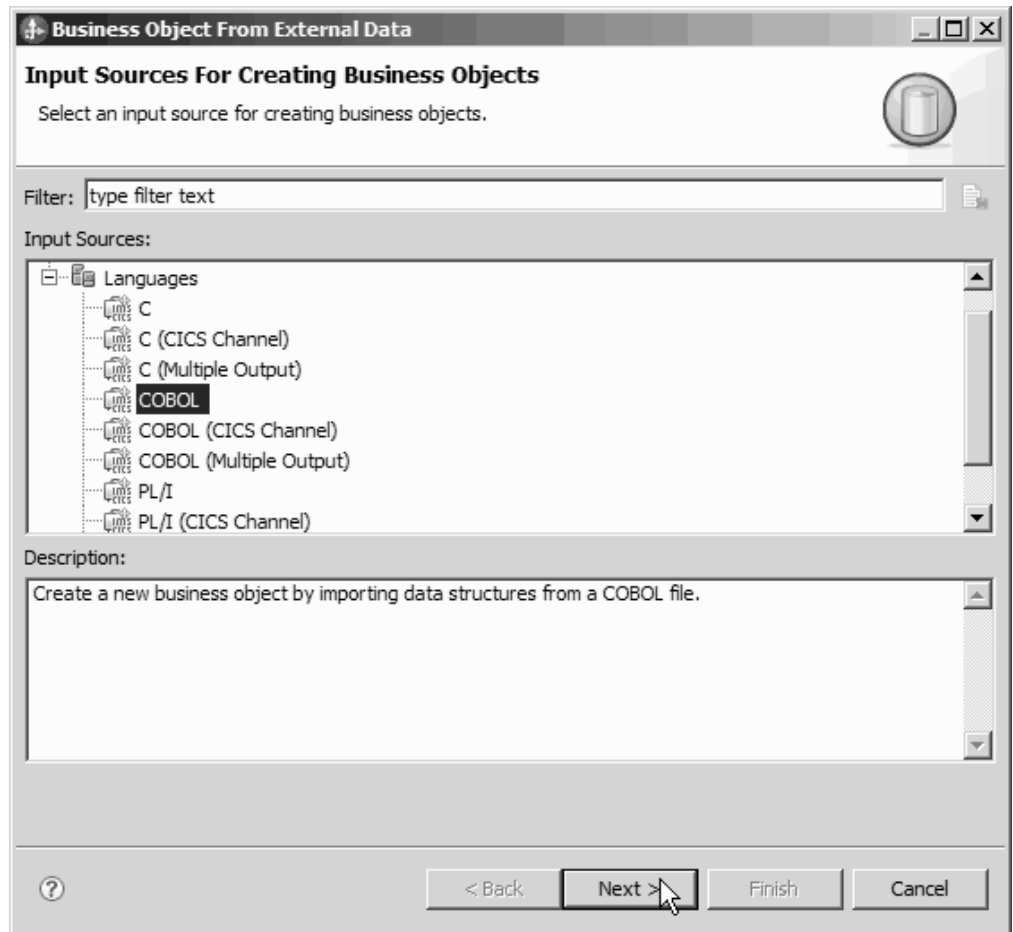 Business Object From External Data
Input Sources For Creating Business Objects
Select an input source for creating business objects.
Filter: type filter text
Input Sources:
Languages
C
C (CICS Channel)
C (Multiple Output)
COBOL
COBOL (CICS Channel)
COBOL (Multiple Output)
PL/I
PL/I (CICS Channel)
Description:
Create a new business object by importing data structures from a COBOL file.
< Back Next > Finish Cancel